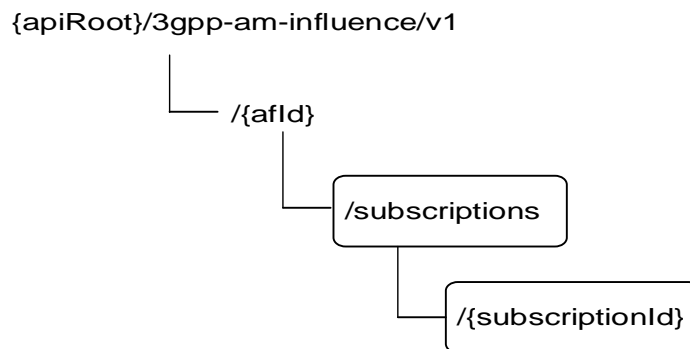 {apiRoot}/3gpp-am-influence/v1
/{afId}
/subscriptions
/{subscriptionId}